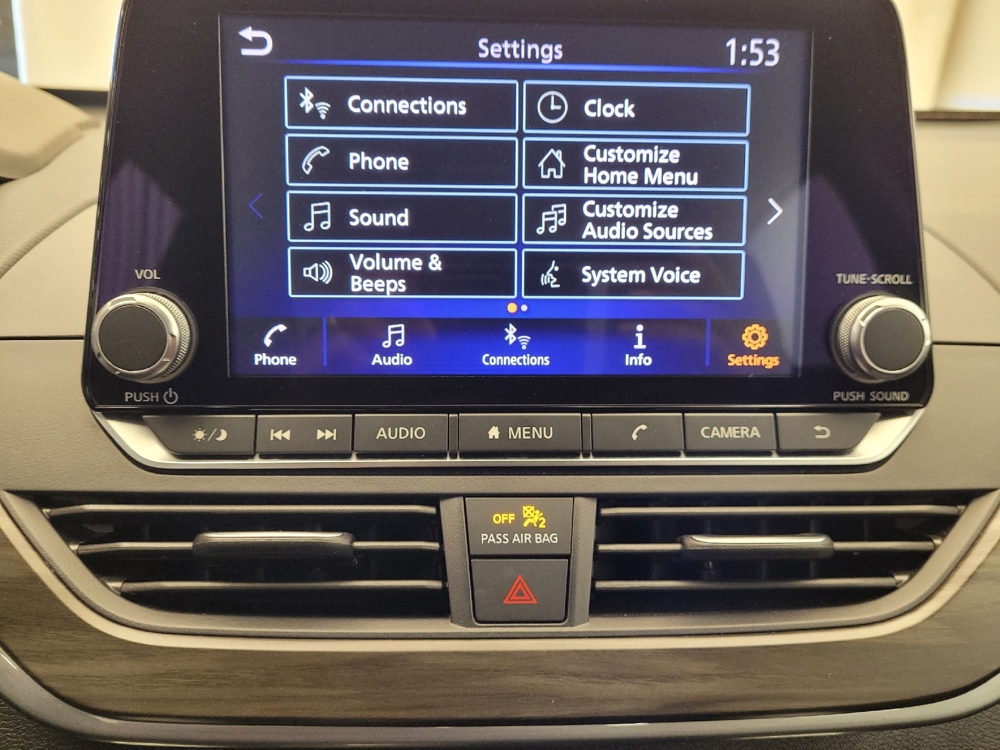 Settings
1:53
Connections
Clock
Phone
Customize
Home Menu
Sound
Customize
Audio Sources
Volume &
Beeps
System Voice
Phone
Audio
Connections
Info
Settings
VOL
PUSH
TUNE·SCROLL
PUSH SOUND
AUDIO
MENU
CAMERA
OFF
2
PASS AIR BAG